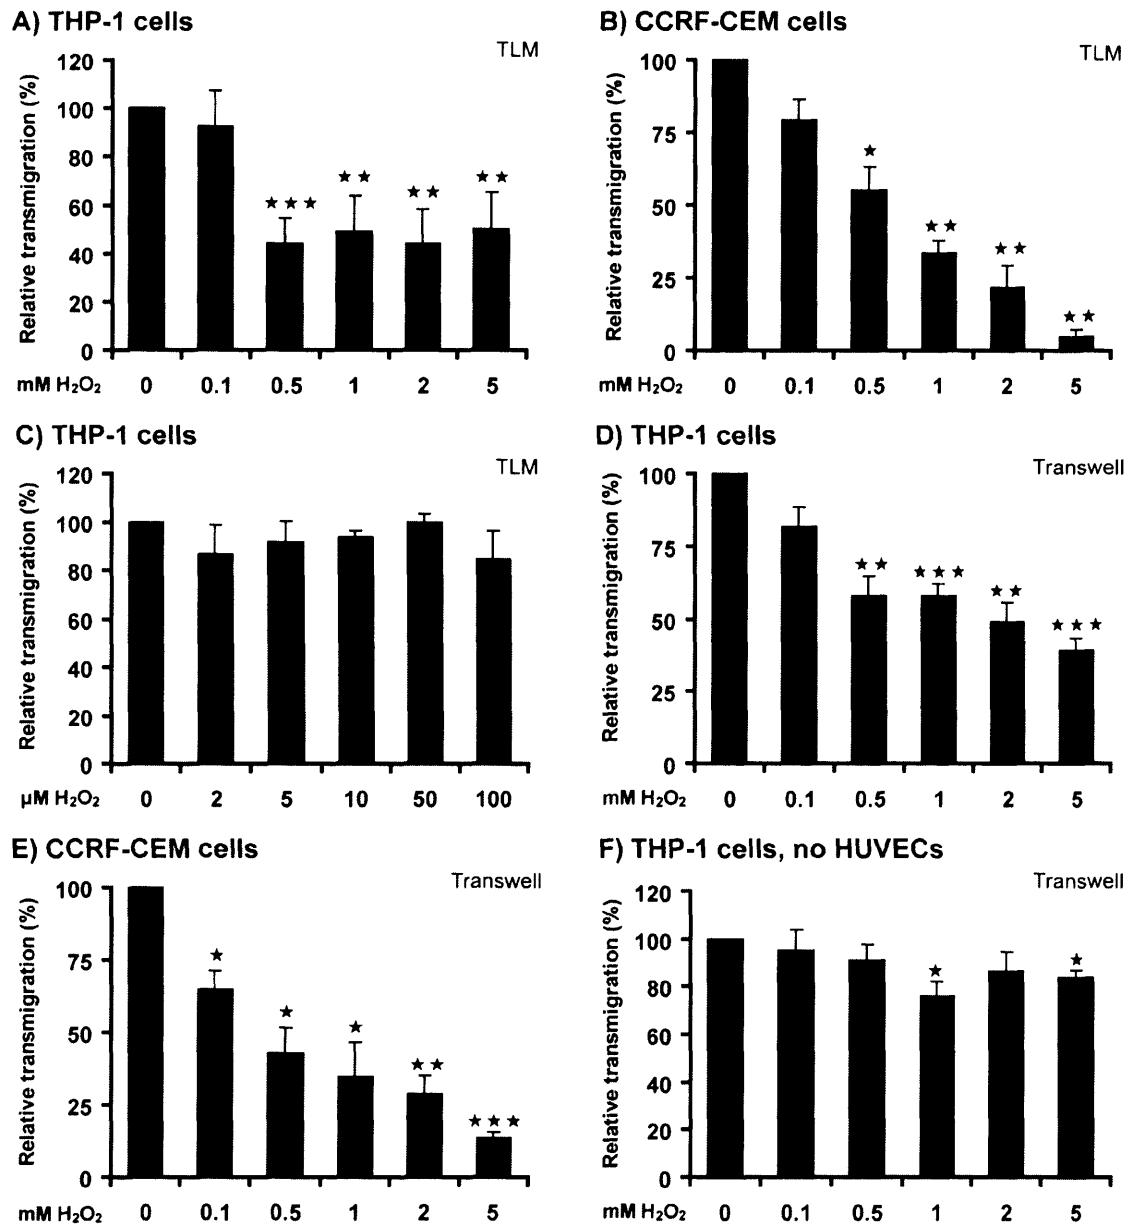 A) THP-1 cells
TLM
Relative transmigration (%)
120
100
80
60
40
20
0
★★★
★★
★★
★★
mM H₂O₂ 0 0.1 0.5 1 2 5
B) CCRF-CEM cells
TLM
Relative transmigration (%)
100
75
50
25
0
★
★★
★★
★★
mM H₂O₂ 0 0.1 0.5 1 2 5
C) THP-1 cells
TLM
Relative transmigration (%)
120
100
80
60
40
20
0
µM H₂O₂ 0 2 5 10 50 100
D) THP-1 cells
Transwell
Relative transmigration (%)
100
75
50
25
0
★★
★★★
★★
★★★
mM H₂O₂ 0 0.1 0.5 1 2 5
E) CCRF-CEM cells
Transwell
Relative transmigration (%)
100
75
50
25
0
★
★
★
★★
★★★
mM H₂O₂ 0 0.1 0.5 1 2 5
F) THP-1 cells, no HUVECs
Transwell
Relative transmigration (%)
120
100
80
60
40
20
0
★
★
mM H₂O₂ 0 0.1 0.5 1 2 5